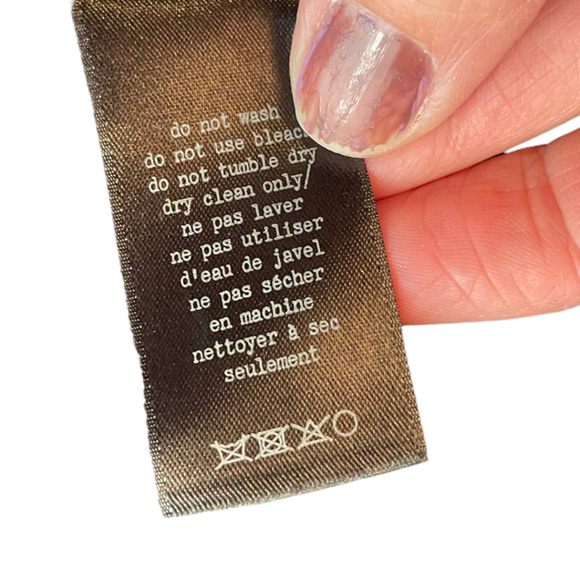 do not wash
do not use bleac
do not tumble dry
dry clean only/
ne pas laver
ne pas utiliser
d'eau de javel
ne pas sécher
en machine
nettoyer à sec
seulement